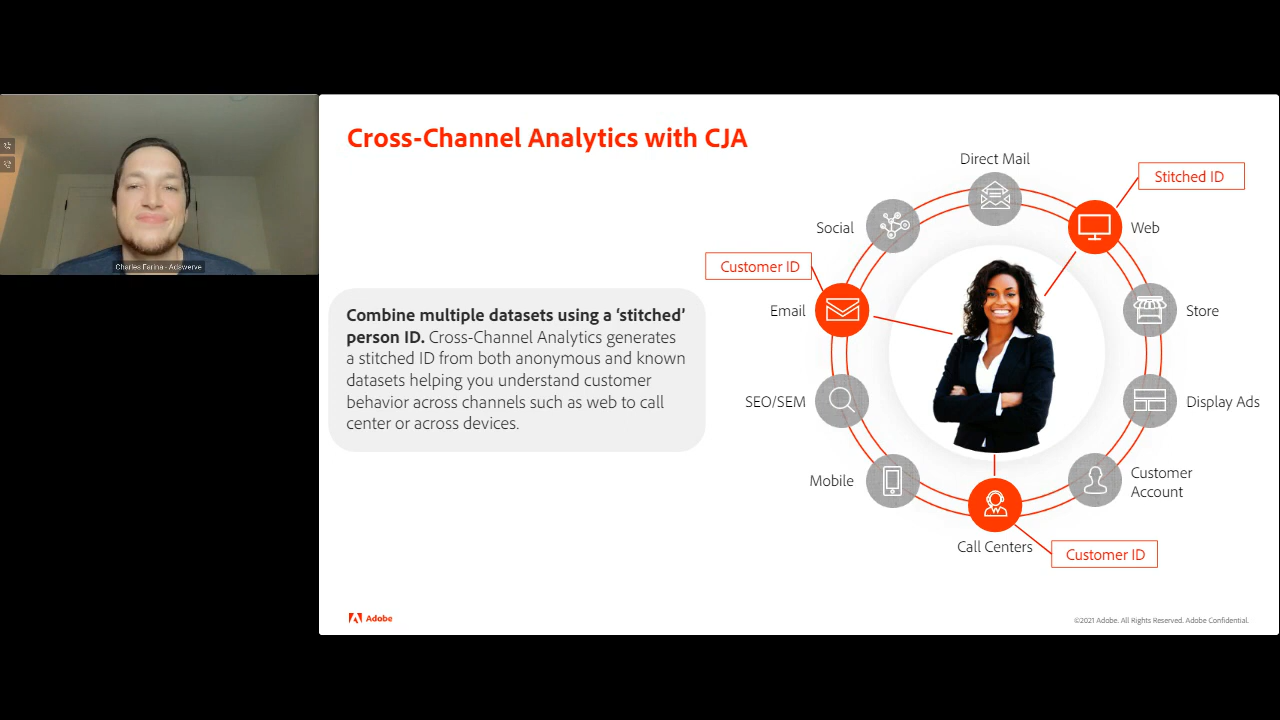 Charles Farina - Adswerve
Cross-Channel Analytics with CJA
Combine multiple datasets using a ‘stitched’
person ID. Cross-Channel Analytics generates
a stitched ID from both anonymous and known
datasets helping you understand customer
behavior across channels such as web to call
center or across devices.
Direct Mail
Stitched ID
Social
Web
Customer ID
Email
Store
SEO/SEM
Display Ads
Mobile
Customer
Account
Call Centers
Customer ID
Adobe
©2021 Adobe. All Rights Reserved. Adobe Confidential.